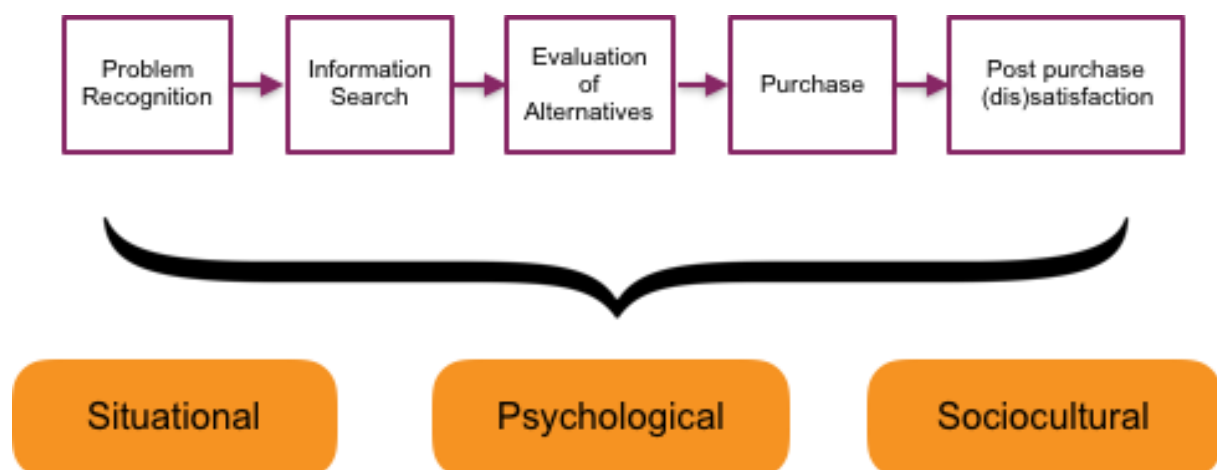 Problem
Recognition
Information
Search
Evaluation
of
Alternatives
Purchase
Post purchase
(dis)satisfaction
Situational
Psychological
Sociocultural